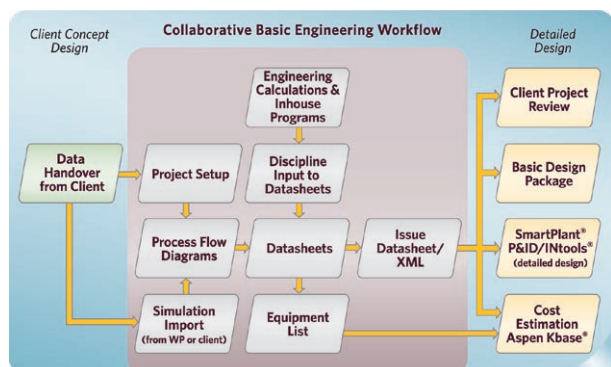 Client Concept
Design
Collaborative Basic Engineering Workflow
Detailed
Design
Engineering
Calculations &
Inhouse
Programs
Client Project
Review
Data
Handover
from Client
Project Setup
Discipline
Input to
Datasheets
Basic Design
Package
Process Flow
Diagrams
Datasheets
Issue Datasheet/
XML
SmartPlant®
P&ID/INtools®
(detailed design)
Simulation
Import
(from WP or client)
Equipment
List
Cost
Estimation
Aspen Kbase®